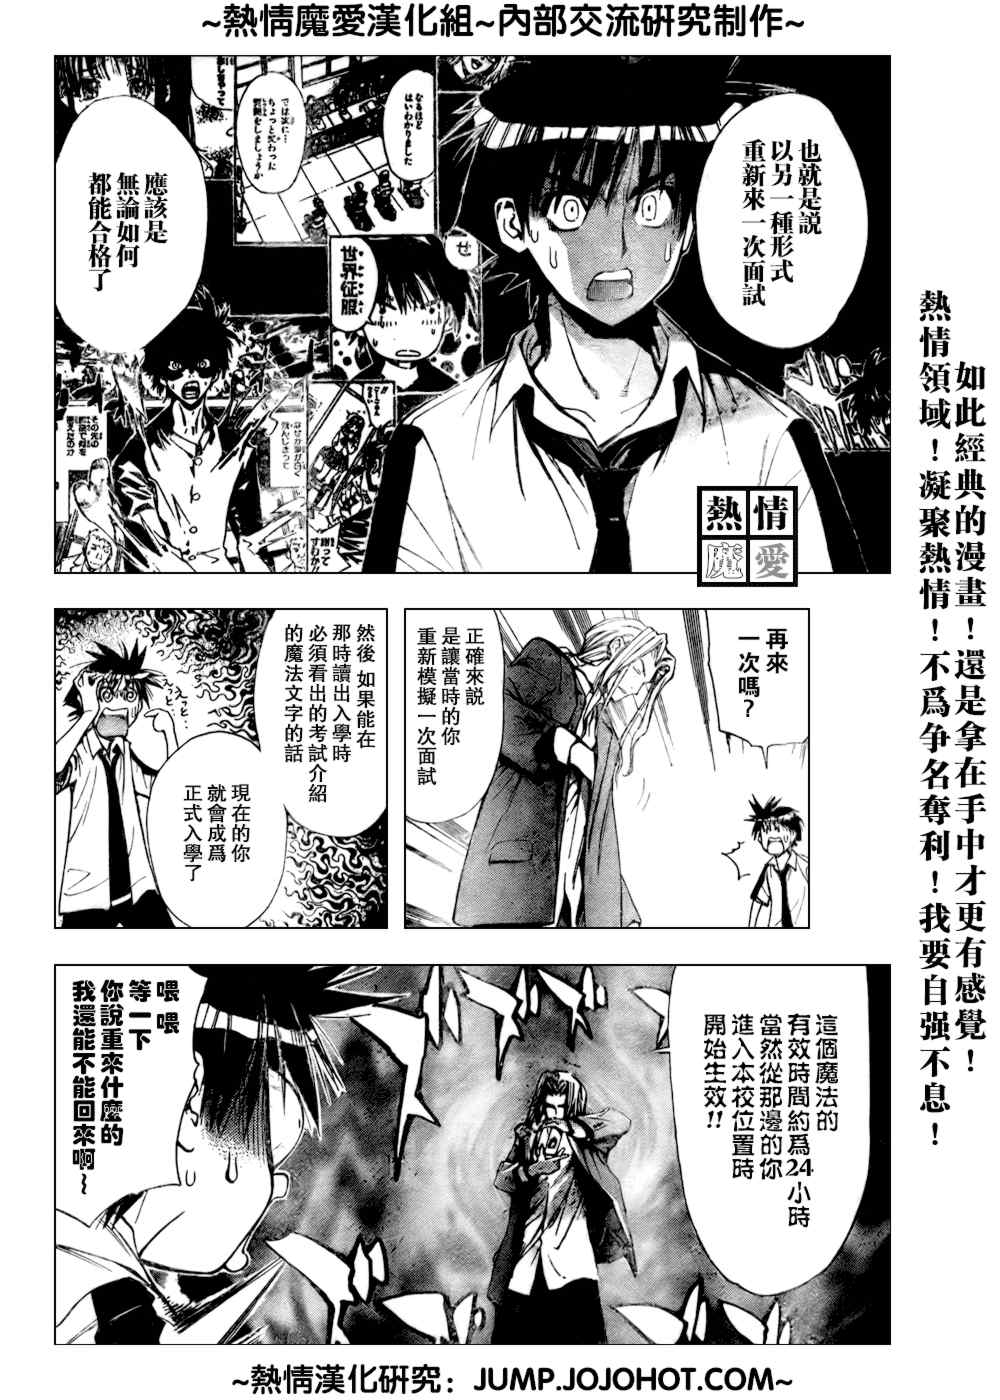 ~熱情魔愛漢化組~內部交流研究制作~
也就是説
以另一種形式
重新來一次面試
なるほど
はいわかりました
では次に…
ちょっと変わった
質問をしましょうか
應該是
無論如何
都能合格了
世界征服
せ
熱情
魔愛
如此經典的漫畫！還是拿在手中才更有感覺！
熱情領域！凝聚熱情！不爲争名奪利！我要自强不息！
再來
一次嗎？
正確來説
是讓當時的你
重新模擬一次面試
然後 如果能在
那時讀出入學時
必須看出的考試介紹
的魔法文字的話
現在的你
就會成爲
正式入學了
えっと…
えっと…
這個魔法的
有效時間約爲24小時
當然從那邊的你
進入本校位置時
開始生效!!
喂 喂
等一下
你說重來什麼的
我還能不能回來啊~
~熱情漢化研究：JUMP.JOJOHOT.COM~